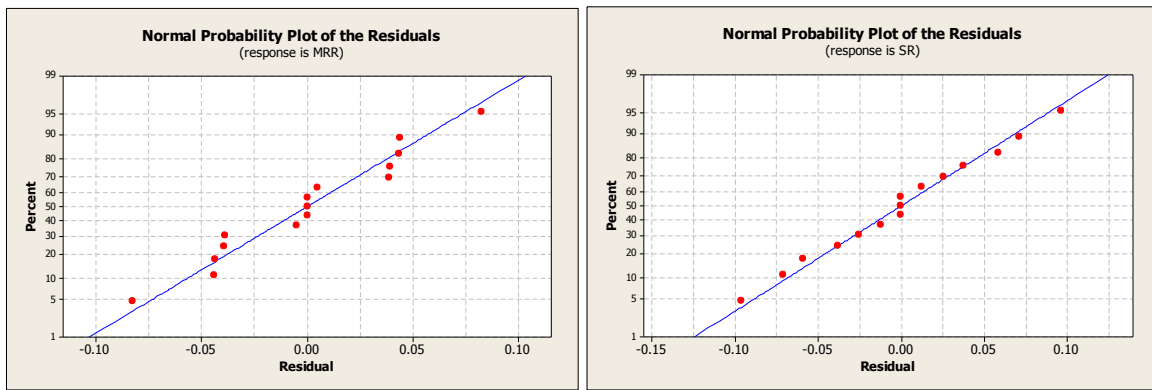 Normal Probability Plot of the Residuals
(response is MRR)
99
95
90
80
70
60
50
40
30
20
10
5
1
Percent
-0.10 -0.05 0.00 0.05 0.10
Residual
Normal Probability Plot of the Residuals
(response is SR)
99
95
90
80
70
60
50
40
30
20
10
5
1
Percent
-0.15 -0.10 -0.05 0.00 0.05 0.10
Residual